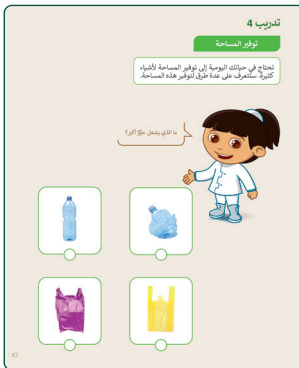 تدريب 4
توفير المساحة
تحتاج في حياتك اليومية إلى توفير المساحة لأشياء
كثيرة. ستتعرف على عدة طرق لتوفير هذه المساحة.
ما الذي يشغل حيزًا أكبر؟
47